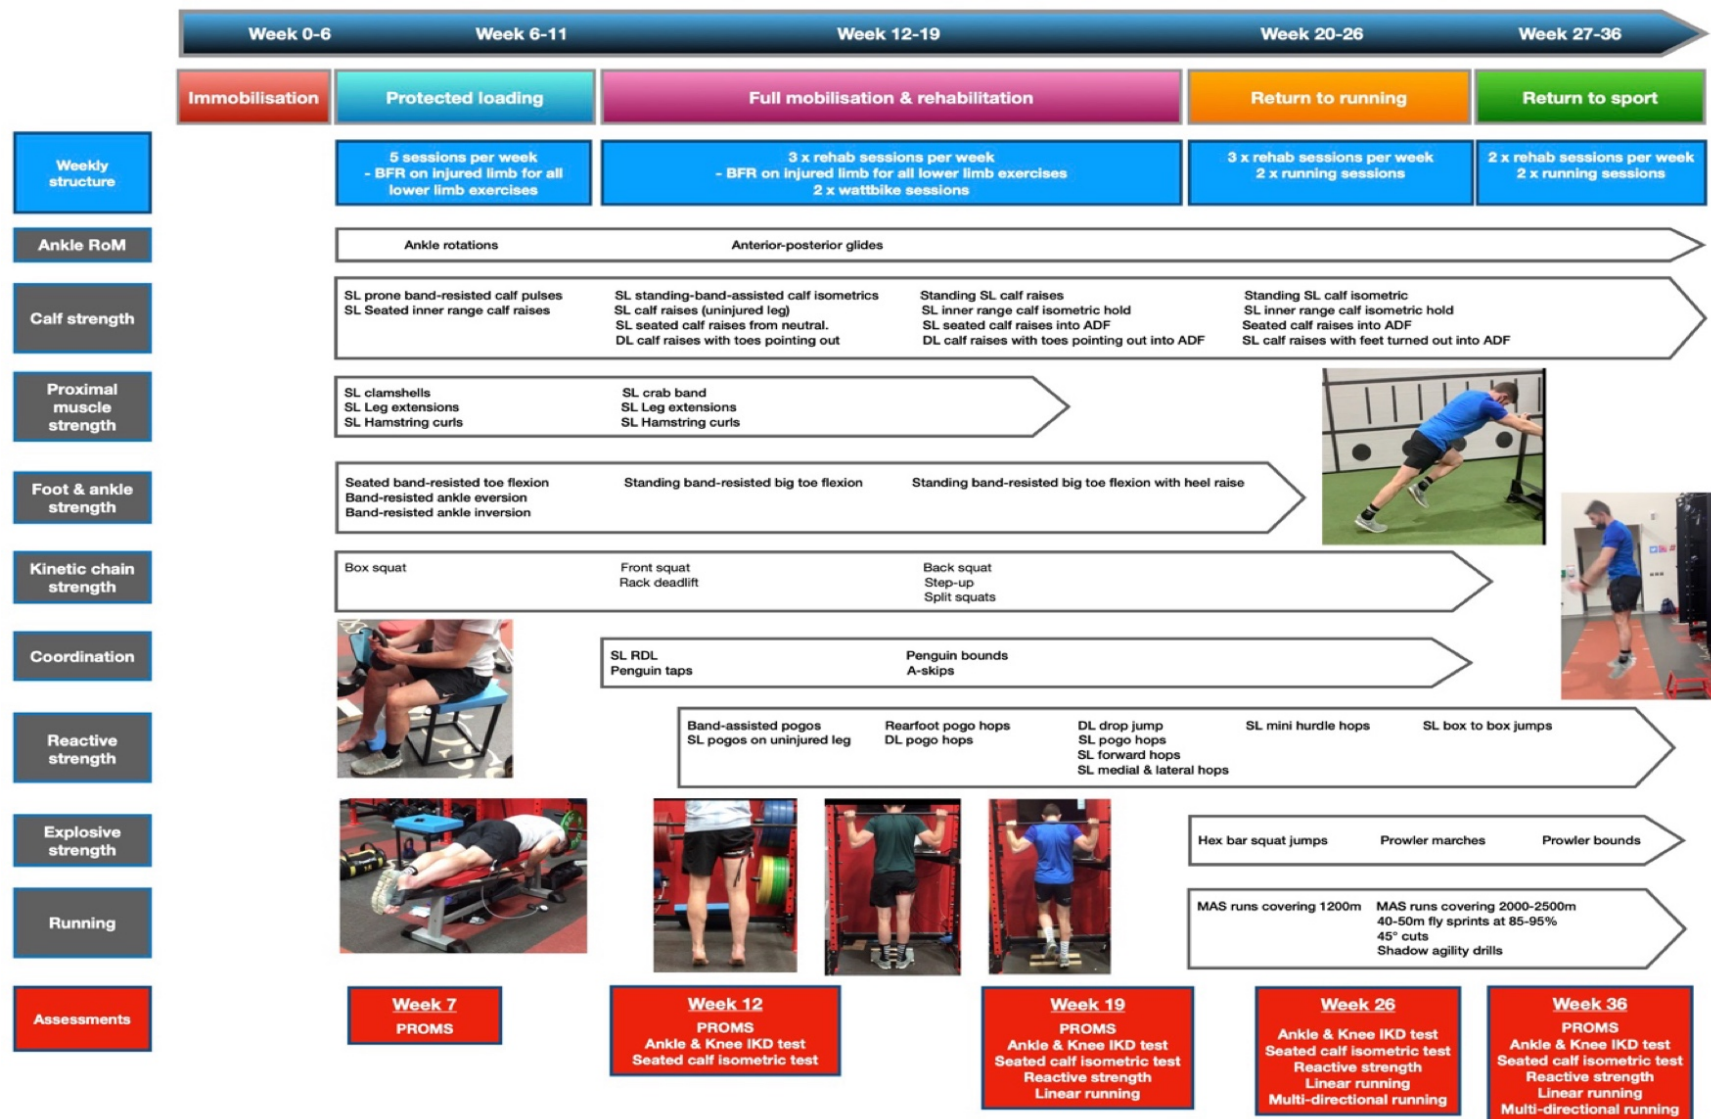 Week 0-6
Week 6-11
Week 12-19
Week 20-26
Week 27-36
Immobilisation
Protected loading
Full mobilisation & rehabilitation
Return to running
Return to sport
Weekly
structure
5 sessions per week
- BFR on injured limb for all
lower limb exercises
3 x rehab sessions per week
- BFR on injured limb for all lower limb exercises
2 x wattbike sessions
3 x rehab sessions per week
2 x running sessions
2 x rehab sessions per week
2 x running sessions
Ankle RoM
Ankle rotations
Anterior-posterior glides
Calf strength
SL prone band-resisted calf pulses
SL Seated inner range calf raises
SL standing-band-assisted calf isometrics
SL calf raises (uninjured leg)
SL seated calf raises from neutral.
DL calf raises with toes pointing out
Standing SL calf raises
SL inner range calf isometric hold
SL seated calf raises into ADF
DL calf raises with toes pointing out into ADF
Standing SL calf isometric
SL inner range calf isometric hold
Seated calf raises into ADF
SL calf raises with feet turned out into ADF
Proximal
muscle
strength
SL clamshells
SL Leg extensions
SL Hamstring curls
SL crab band
SL Leg extensions
SL Hamstring curls
Foot & ankle
strength
Seated band-resisted toe flexion
Band-resisted ankle eversion
Band-resisted ankle inversion
Standing band-resisted big toe flexion
Standing band-resisted big toe flexion with heel raise
Kinetic chain
strength
Box squat
Front squat
Rack deadlift
Back squat
Step-up
Split squats
Coordination
SL RDL
Penguin taps
Penguin bounds
A-skips
Reactive
strength
Band-assisted pogos
SL pogos on uninjured leg
Rearfoot pogo hops
DL pogo hops
DL drop jump
SL pogo hops
SL forward hops
SL medial & lateral hops
SL mini hurdle hops
SL box to box jumps
Explosive
strength
Hex bar squat jumps
Prowler marches
Prowler bounds
Running
MAS runs covering 1200m
MAS runs covering 2000-2500m
40-50m fly sprints at 85-95%
45° cuts
Shadow agility drills
Assessments
Week 7
PROMS
Week 12
PROMS
Ankle & Knee IKD test
Seated calf isometric test
Week 19
PROMS
Ankle & Knee IKD test
Seated calf isometric test
Reactive strength
Linear running
Week 26
Ankle & Knee IKD test
Seated calf isometric test
Reactive strength
Linear running
Multi-directional running
Week 36
PROMS
Ankle & Knee IKD test
Seated calf isometric test
Reactive strength
Linear running
Multi-directional running